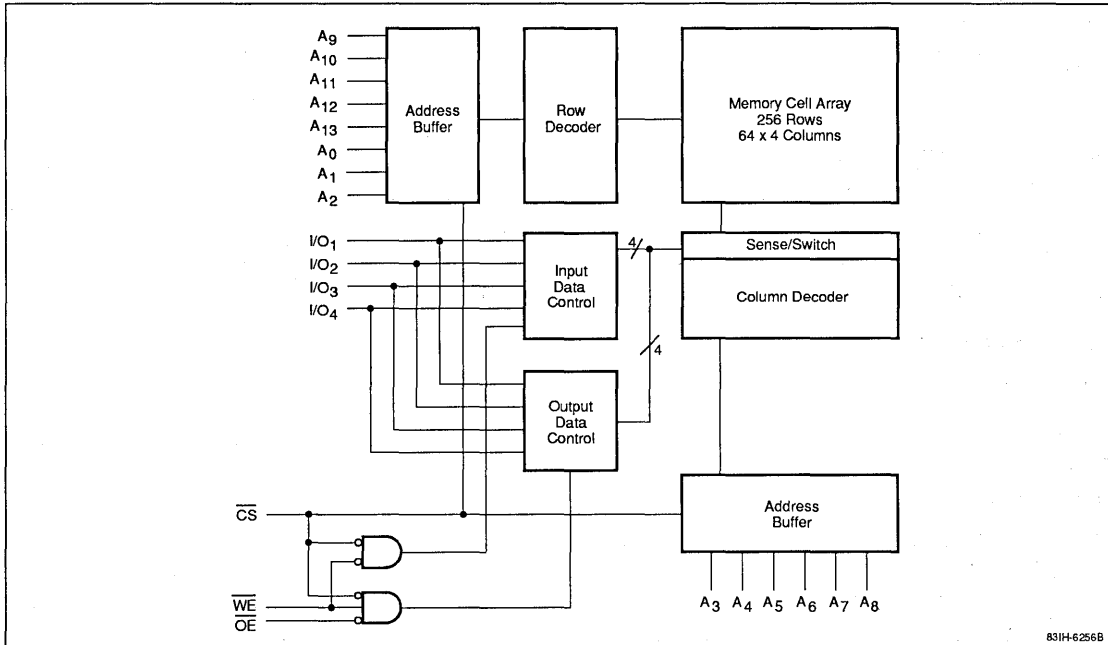 A9
A10
A11
A12
A13
A0
A1
A2
Address
Buffer
Row
Decoder
Memory Cell Array
256 Rows
64 x 4 Columns
I/O1
I/O2
I/O3
I/O4
Input
Data
Control
4
Sense/Switch
Column Decoder
4
Output
Data
Control
CS
WE
OE
Address
Buffer
A3 A4 A5 A6 A7 A8
83IH-6256B